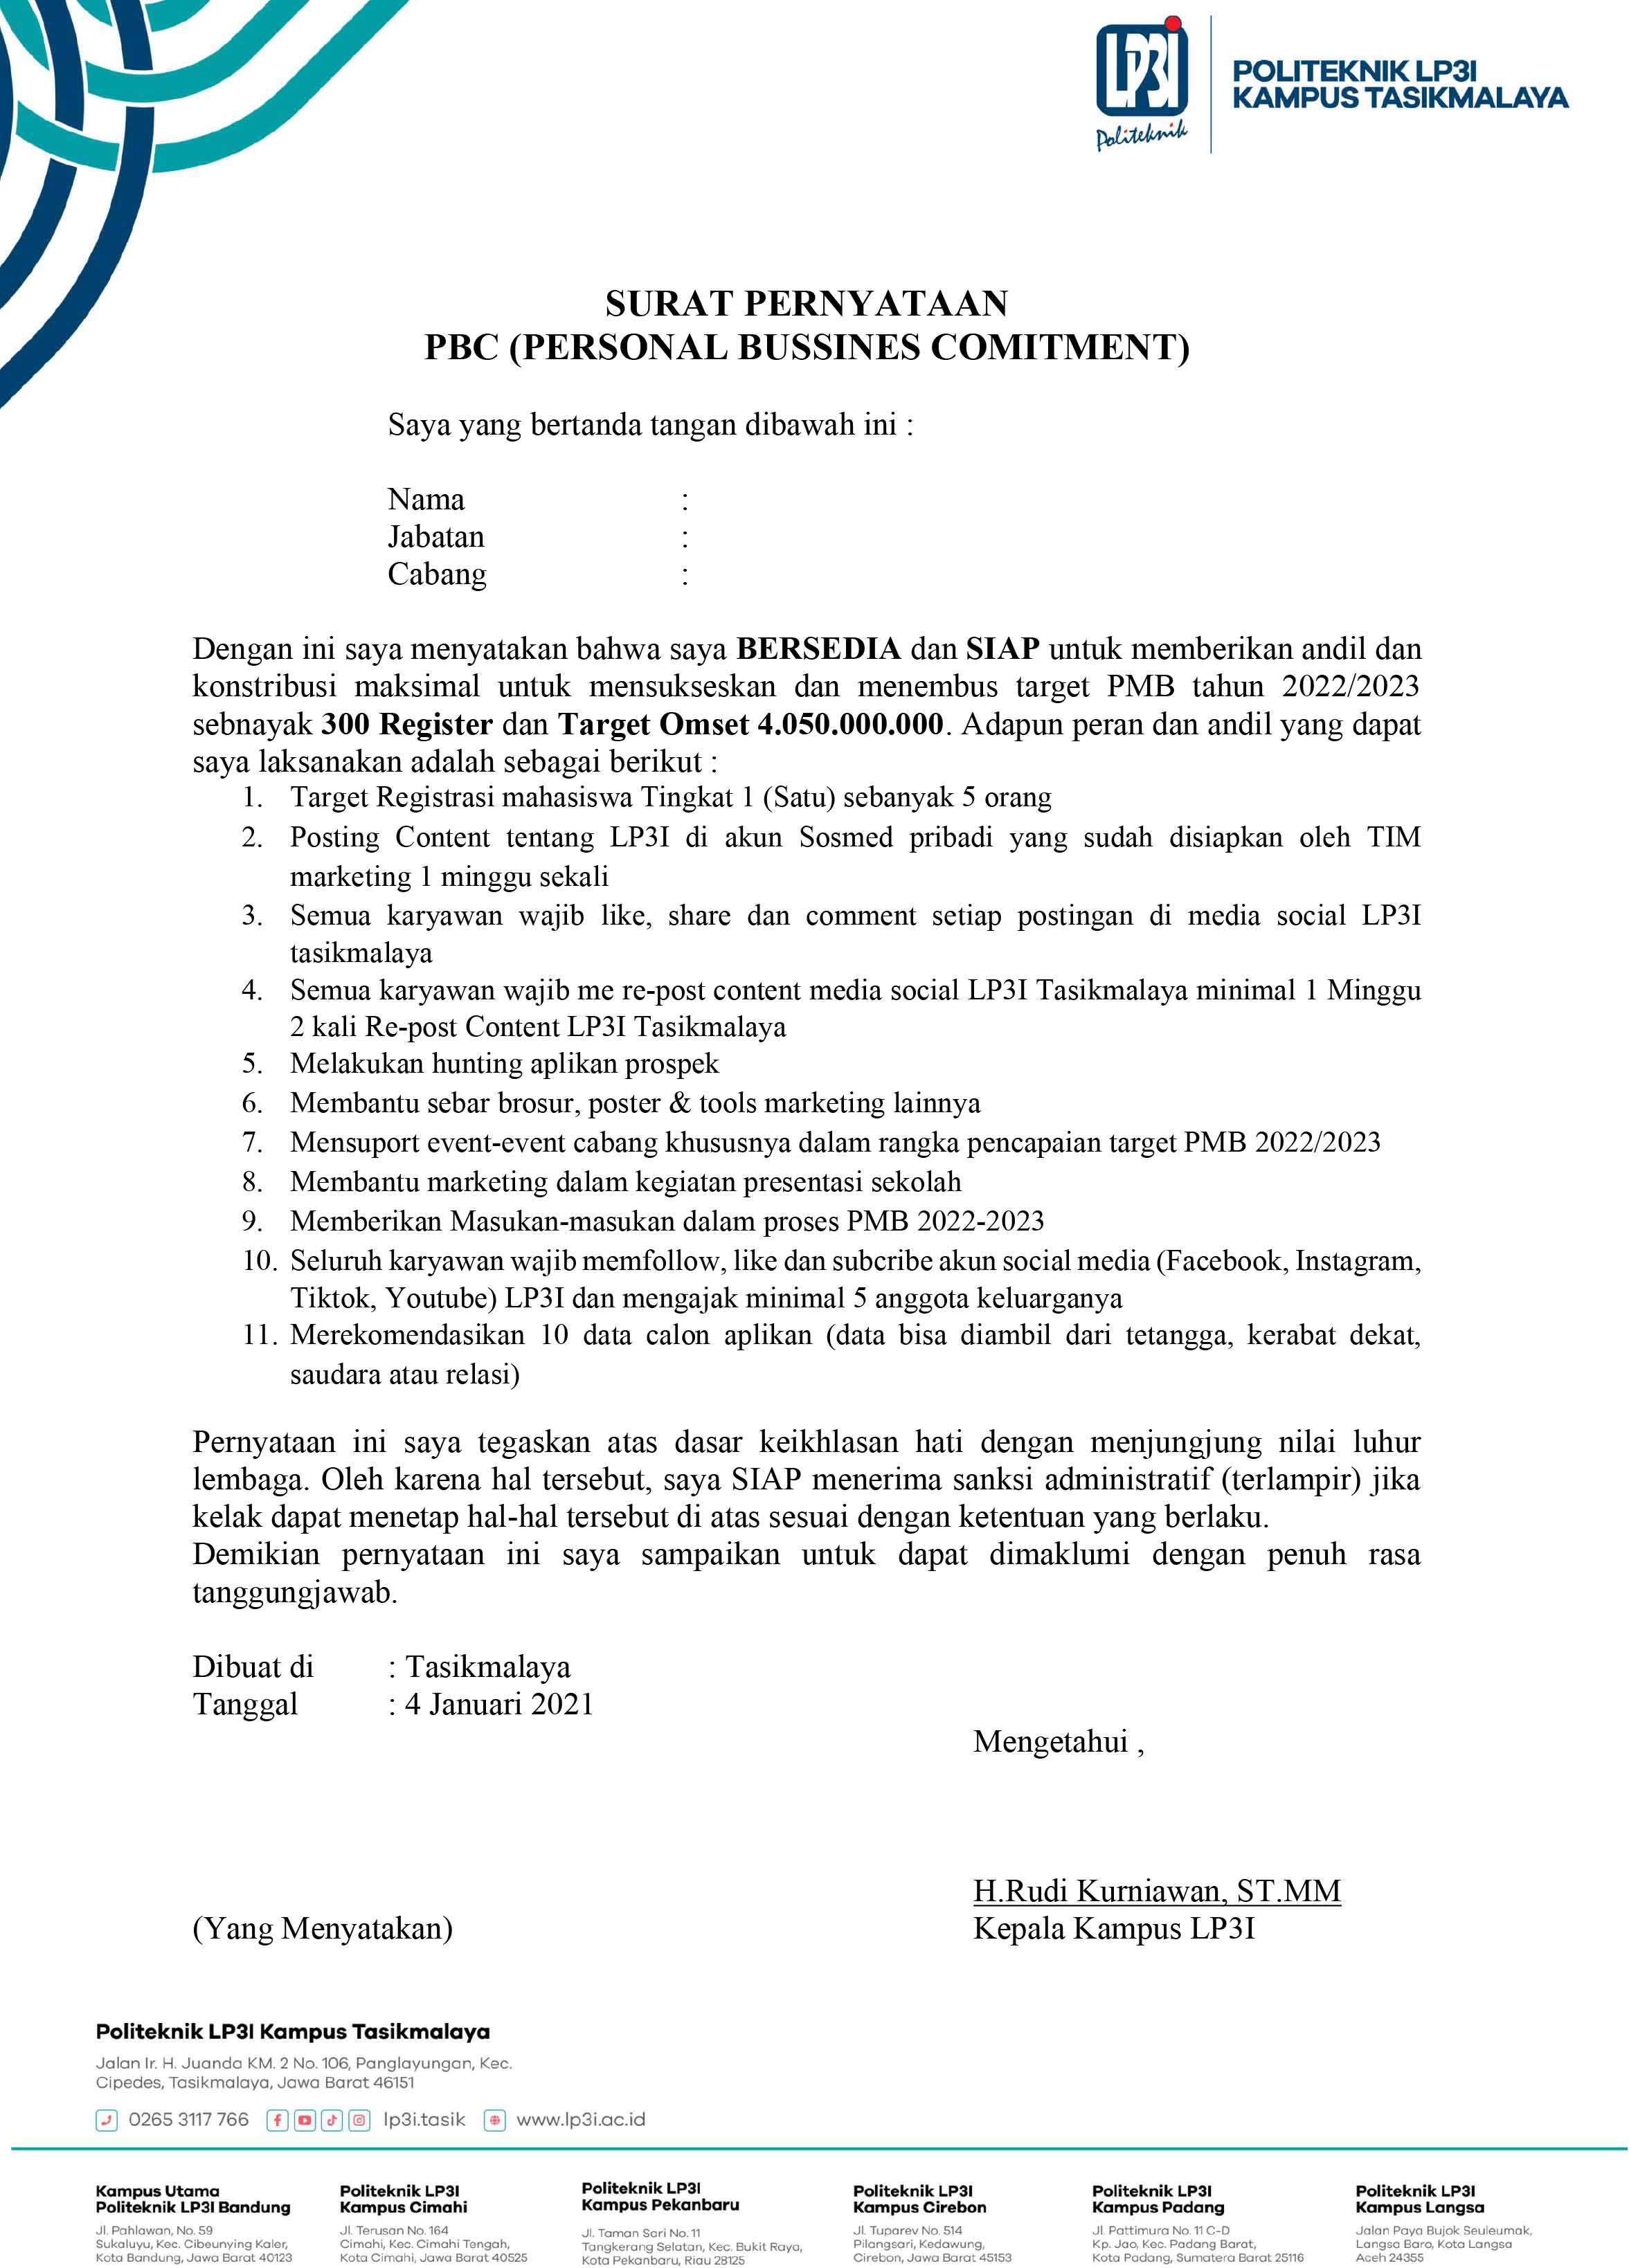 LP3I
Politeknik
POLITEKNIK LP3I
KAMPUS TASIKMALAYA
SURAT PERNYATAAN
PBC (PERSONAL BUSSINES COMITMENT)
Saya yang bertanda tangan dibawah ini :
Nama :
Jabatan :
Cabang :
Dengan ini saya menyatakan bahwa saya BERSEDIA dan SIAP untuk memberikan andil dan
konstribusi maksimal untuk mensukseskan dan menembus target PMB tahun 2022/2023
sebnayak 300 Register dan Target Omset 4.050.000.000. Adapun peran dan andil yang dapat
saya laksanakan adalah sebagai berikut :
1. Target Registrasi mahasiswa Tingkat 1 (Satu) sebanyak 5 orang
2. Posting Content tentang LP3I di akun Sosmed pribadi yang sudah disiapkan oleh TIM
marketing 1 minggu sekali
3. Semua karyawan wajib like, share dan comment setiap postingan di media social LP3I
tasikmalaya
4. Semua karyawan wajib me re-post content media social LP3I Tasikmalaya minimal 1 Minggu
2 kali Re-post Content LP3I Tasikmalaya
5. Melakukan hunting aplikan prospek
6. Membantu sebar brosur, poster & tools marketing lainnya
7. Mensuport event-event cabang khususnya dalam rangka pencapaian target PMB 2022/2023
8. Membantu marketing dalam kegiatan presentasi sekolah
9. Memberikan Masukan-masukan dalam proses PMB 2022-2023
10. Seluruh karyawan wajib memfollow, like dan subcribe akun social media (Facebook, Instagram,
Tiktok, Youtube) LP3I dan mengajak minimal 5 anggota keluarganya
11. Merekomendasikan 10 data calon aplikan (data bisa diambil dari tetangga, kerabat dekat,
saudara atau relasi)
Pernyataan ini saya tegaskan atas dasar keikhlasan hati dengan menjungjung nilai luhur
lembaga. Oleh karena hal tersebut, saya SIAP menerima sanksi administratif (terlampir) jika
kelak dapat menetap hal-hal tersebut di atas sesuai dengan ketentuan yang berlaku.
Demikian pernyataan ini saya sampaikan untuk dapat dimaklumi dengan penuh rasa
tanggungjawab.
Dibuat di : Tasikmalaya
Tanggal : 4 Januari 2021
Mengetahui ,
H.Rudi Kurniawan, ST.MM
(Yang Menyatakan) Kepala Kampus LP3I
Politeknik LP3I Kampus Tasikmalaya
Jalan Ir. H. Juanda KM. 2 No. 106, Panglayungan, Kec.
Cipedes, Tasikmalaya, Jawa Barat 46151
0265 3117 766 lp3i.tasik www.lp3i.ac.id
Kampus Utama
Politeknik LP3I Bandung
Jl. Pahlawan, No. 59
Sukaluyu, Kec. Cibeunying Kaler,
Kota Bandung, Jawa Barat 40123
Politeknik LP3I
Kampus Cimahi
Jl. Terusan No. 164
Cimahi, Kec. Cimahi Tengah,
Kota Cimahi, Jawa Barat 40525
Politeknik LP3I
Kampus Pekanbaru
Jl. Taman Sari No. 11
Tangkerang Selatan, Kec. Bukit Raya,
Kota Pekanbaru, Riau 28125
Politeknik LP3I
Kampus Cirebon
Jl. Tuparev No. 514
Pilangsari, Kedawung,
Cirebon, Jawa Barat 45153
Politeknik LP3I
Kampus Padang
Jl. Pattimura No. 11 C-D
Kp. Jao, Kec. Padang Barat,
Kota Padang, Sumatera Barat 25116
Politeknik LP3I
Kampus Langsa
Jalan Paya Bujok Seuleumak,
Langsa Baro, Kota Langsa
Aceh 24355